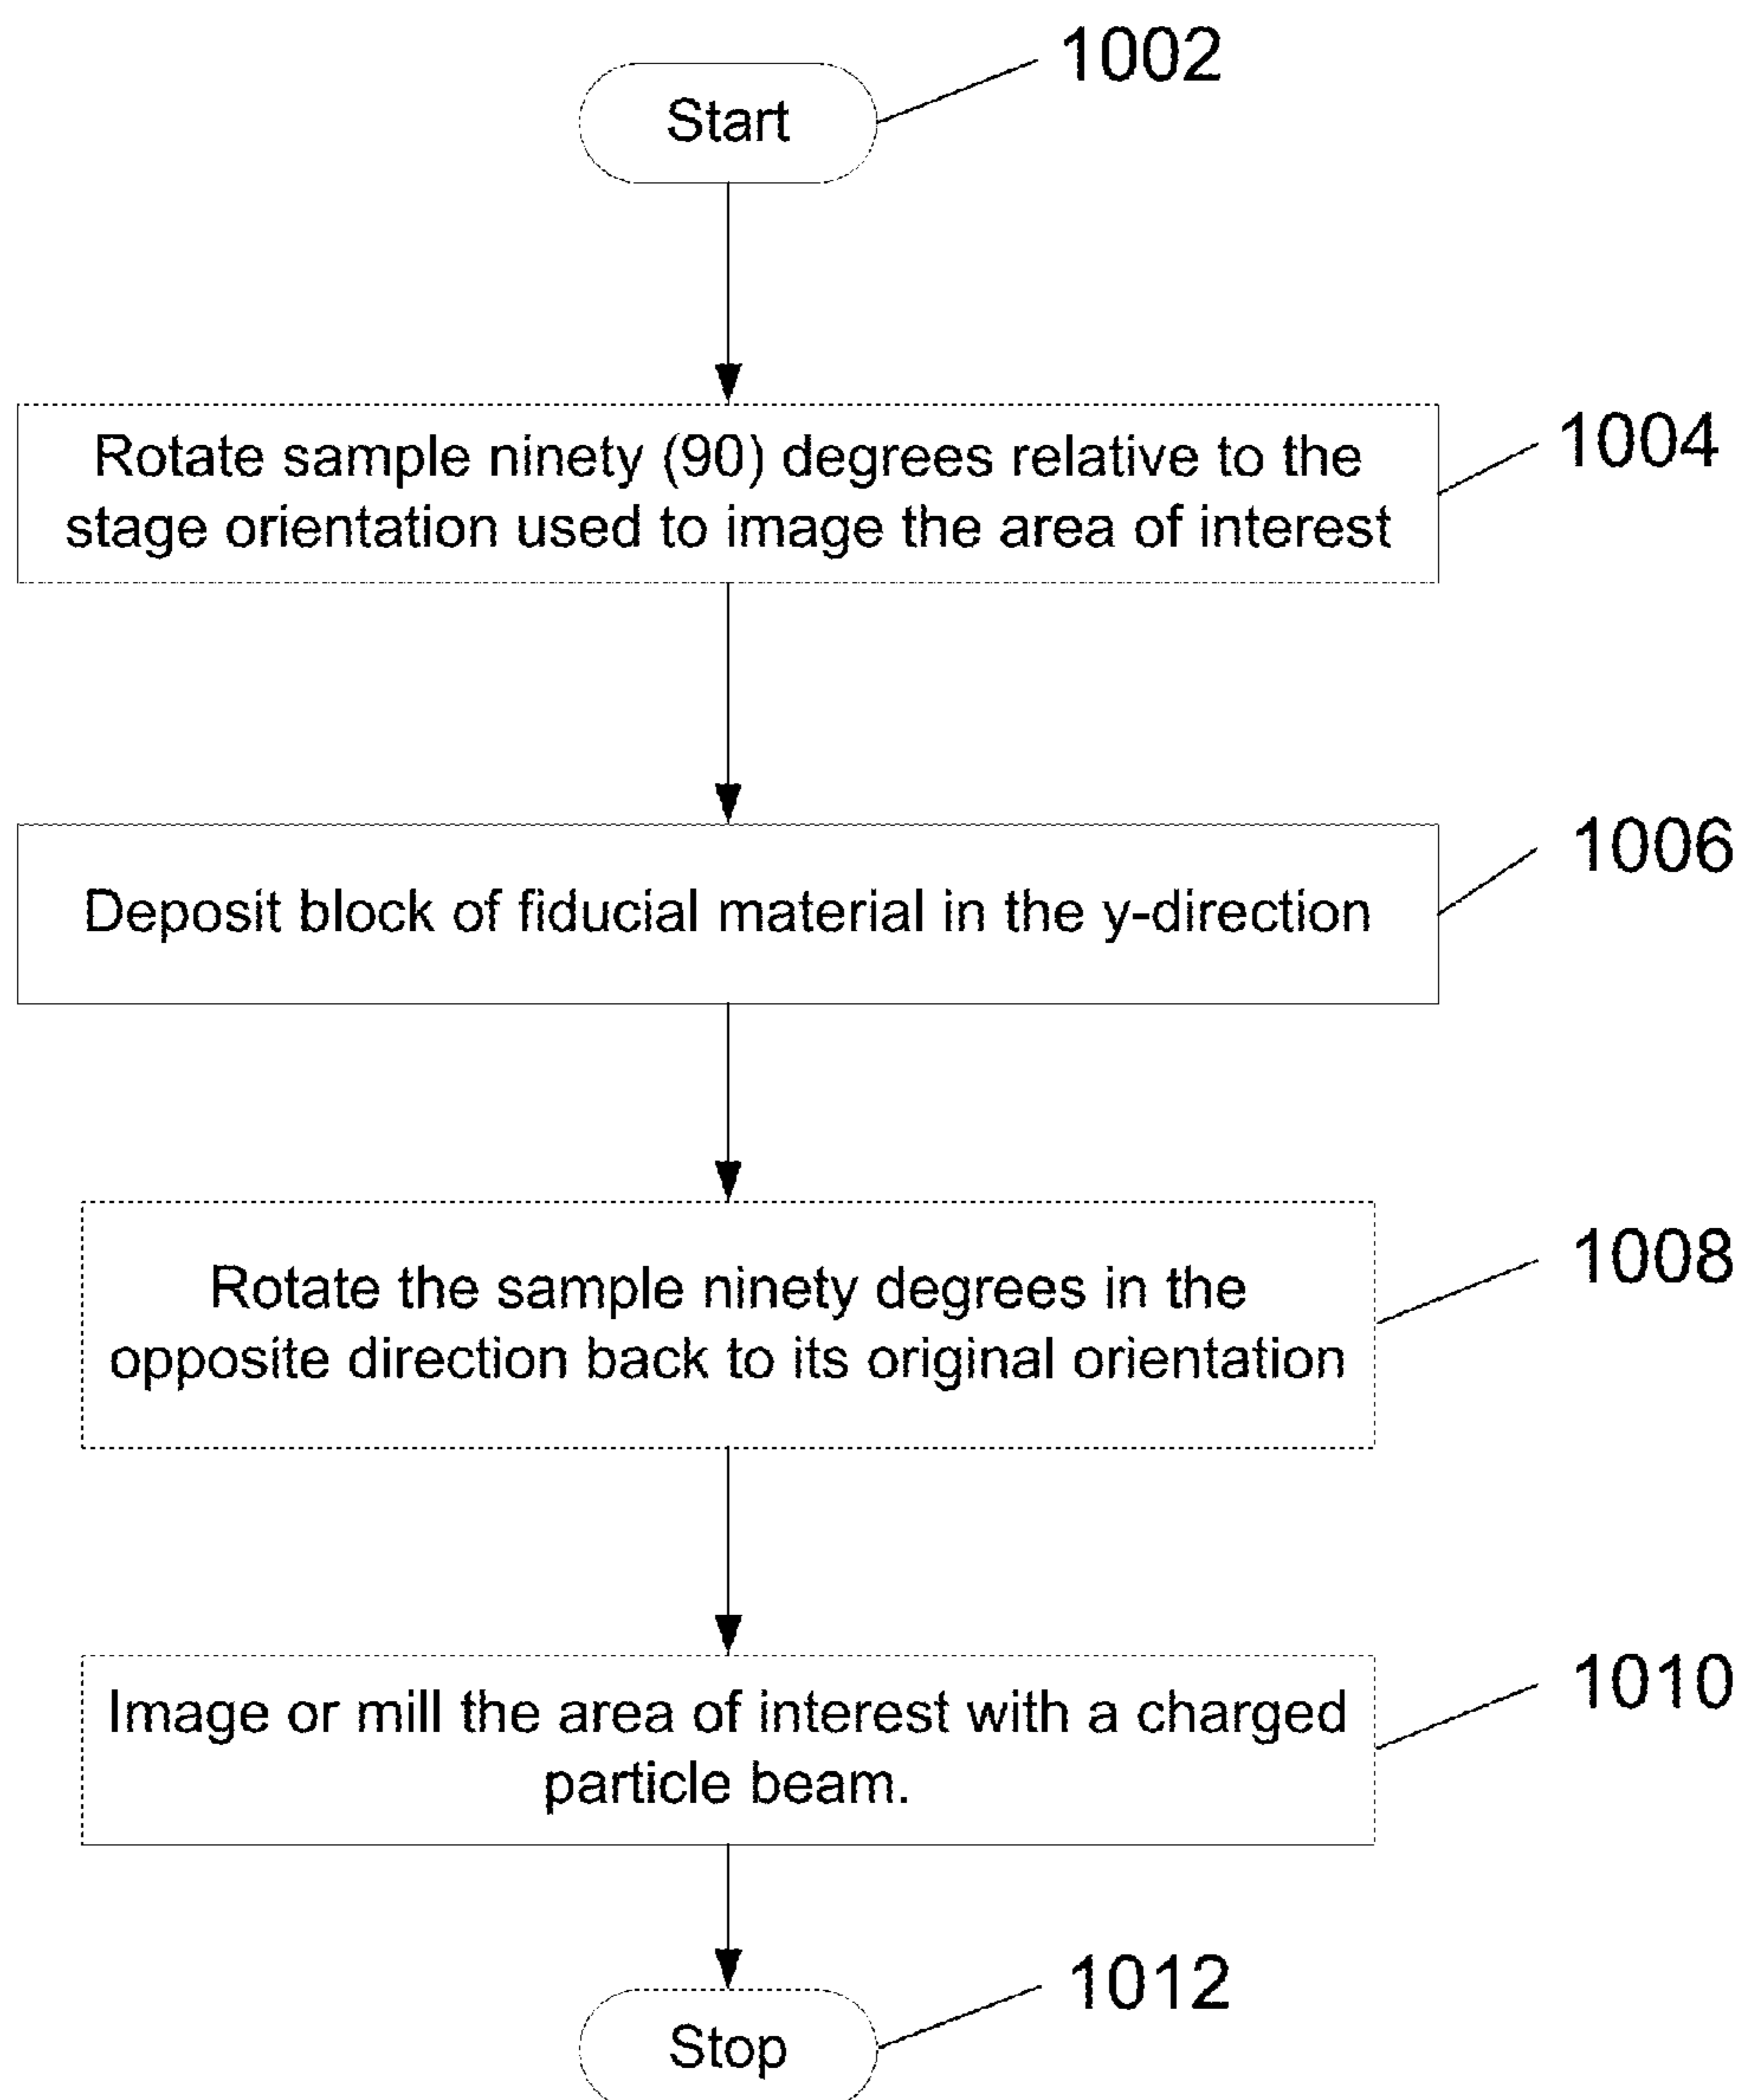 1002
Start
1004
Rotate sample ninety (90) degrees relative to the
stage orientation used to image the area of interest
1006
Deposit block of fiducial material in the y-direction
1008
Rotate the sample ninety degrees in the
opposite direction back to its original orientation
1010
Image or mill the area of interest with a charged
particle beam.
1012
Stop